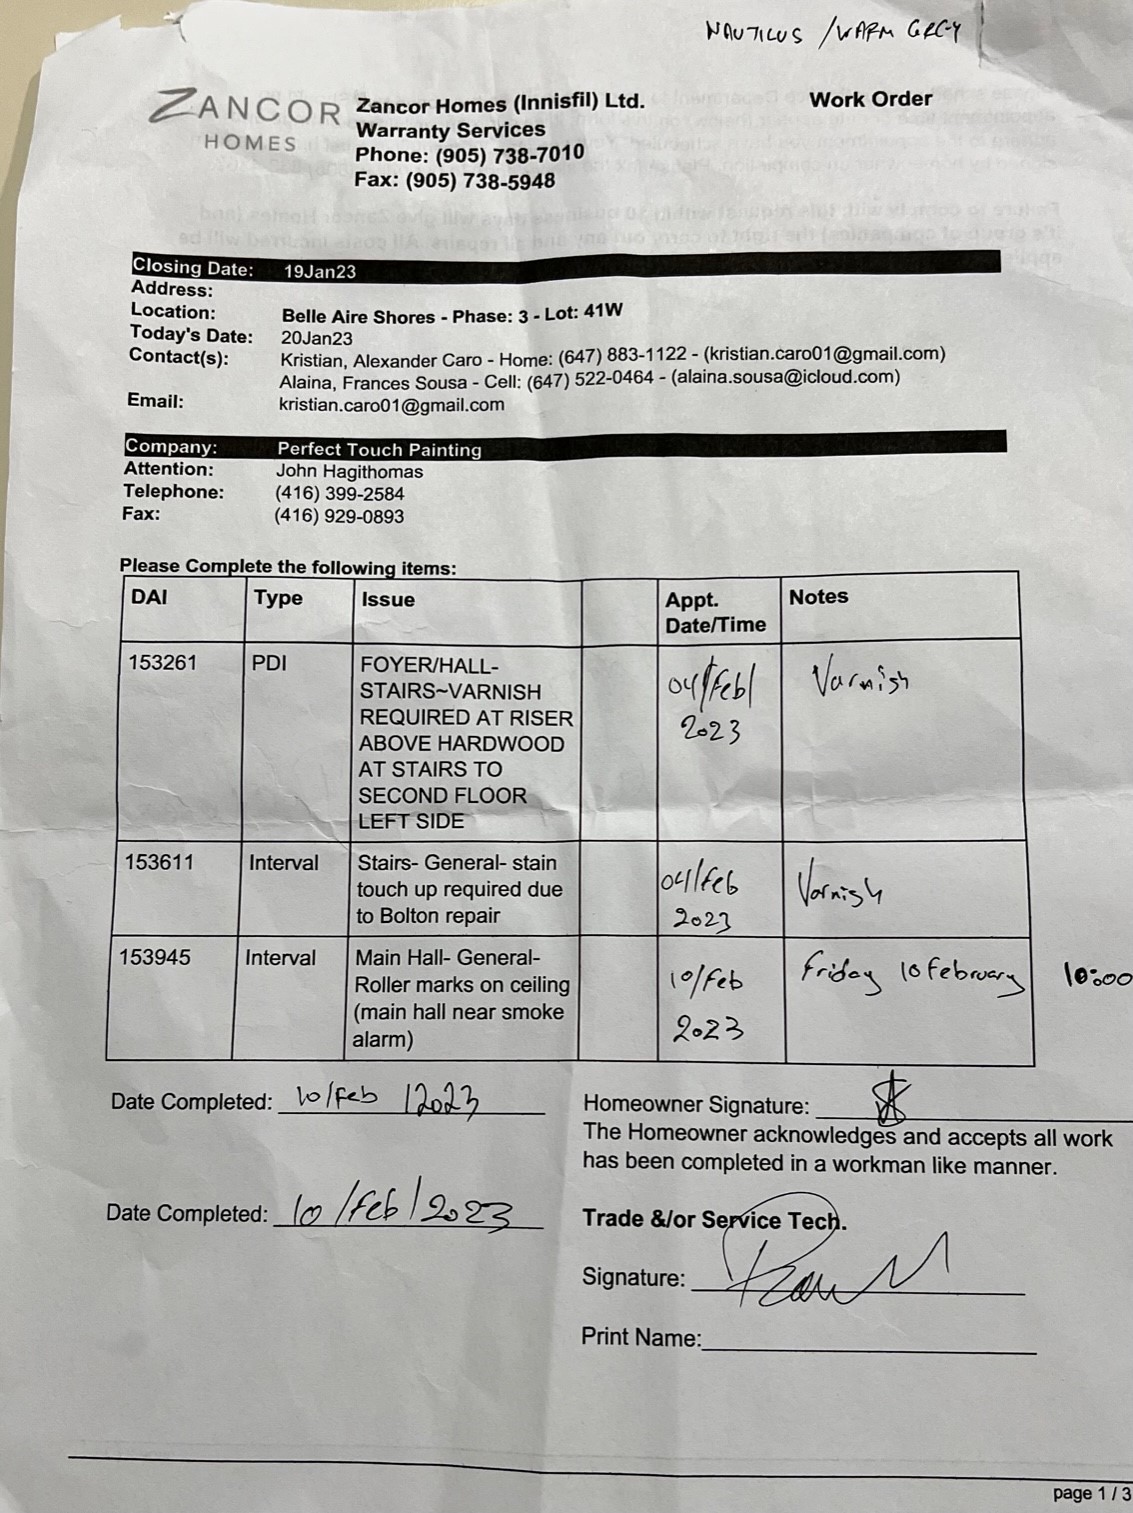 NAUTILUS / WARM GREY
ZANCOR
HOMES
Zancor Homes (Innisfil) Ltd.
Warranty Services
Phone: (905) 738-7010
Fax: (905) 738-5948
Work Order
Closing Date: 19Jan23
Address:
Location: Belle Aire Shores - Phase: 3 - Lot: 41W
Today's Date: 20Jan23
Contact(s): Kristian, Alexander Caro - Home: (647) 883-1122 - (kristian.caro01@gmail.com)
Alaina, Frances Sousa - Cell: (647) 522-0464 - (alaina.sousa@icloud.com)
Email: kristian.caro01@gmail.com
Company: Perfect Touch Painting
Attention: John Hagithomas
Telephone: (416) 399-2584
Fax: (416) 929-0893
Please Complete the following items:
DAI Type Issue Appt. Date/Time Notes
153261 PDI FOYER/HALL-
STAIRS~VARNISH
REQUIRED AT RISER
ABOVE HARDWOOD
AT STAIRS TO
SECOND FLOOR
LEFT SIDE
04/Feb/
2023
Varnish
153611 Interval Stairs- General- stain
touch up required due
to Bolton repair
04/Feb
2023
Varnish
153945 Interval Main Hall- General-
Roller marks on ceiling
(main hall near smoke
alarm)
10/Feb
2023
Friday 10 February 10:00
Date Completed: 10/Feb/2023
Homeowner Signature:
The Homeowner acknowledges and accepts all work
has been completed in a workman like manner.
Date Completed: 10/Feb/2023
Trade &/or Service Tech.
Signature:
Print Name:
page 1 / 3